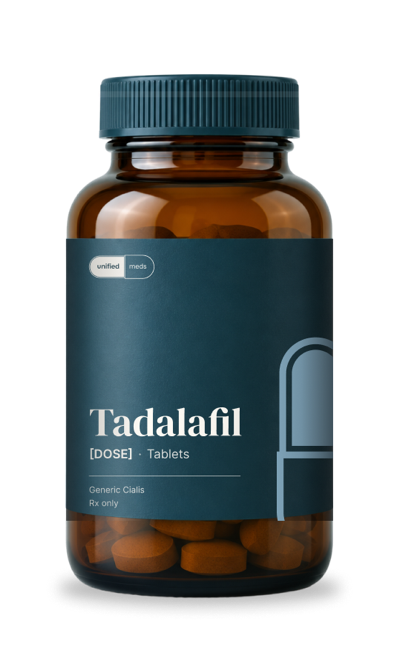 unified meds
Tadalafil
[DOSE] · Tablets
Generic Cialis
Rx only